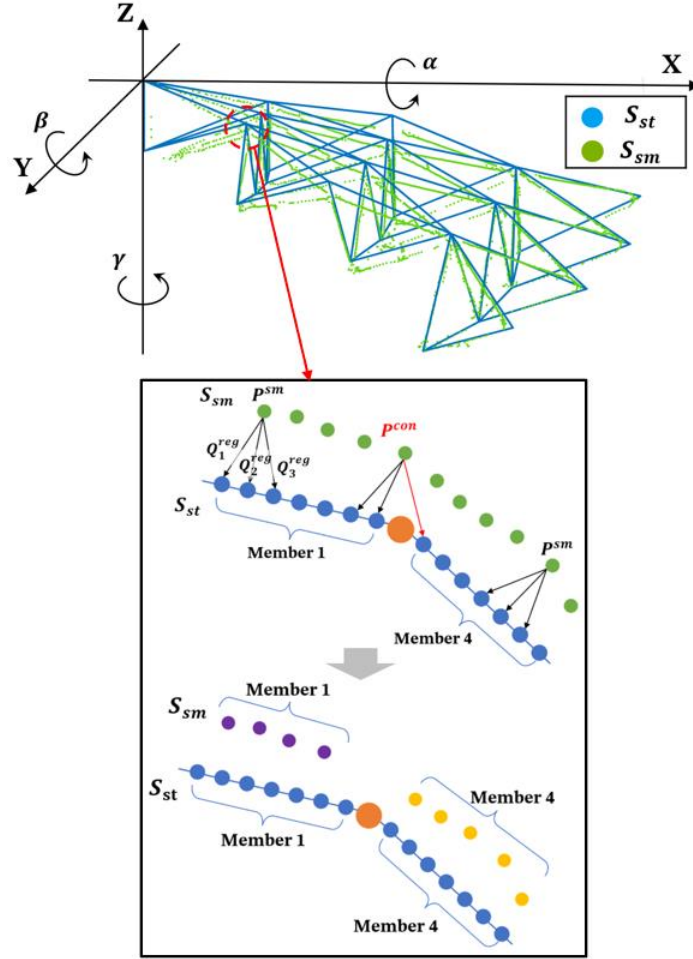 Z
X
α
β
Y
S_st
S_sm
γ
S_sm
P^sm
P^con
Q_1^reg
Q_2^reg
Q_3^reg
S_st
Member 1
P^sm
Member 4
Member 1
S_sm
S_st
Member 4
Member 1
Member 4